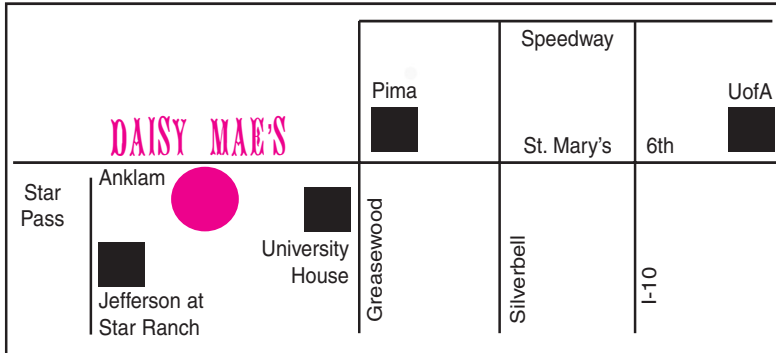 Speedway
Pima
UofA
DAISY MAE'S
St. Mary's
6th
Anklam
Star
Pass
University
House
Jefferson at
Star Ranch
Greasewood
Silverbell
I-10